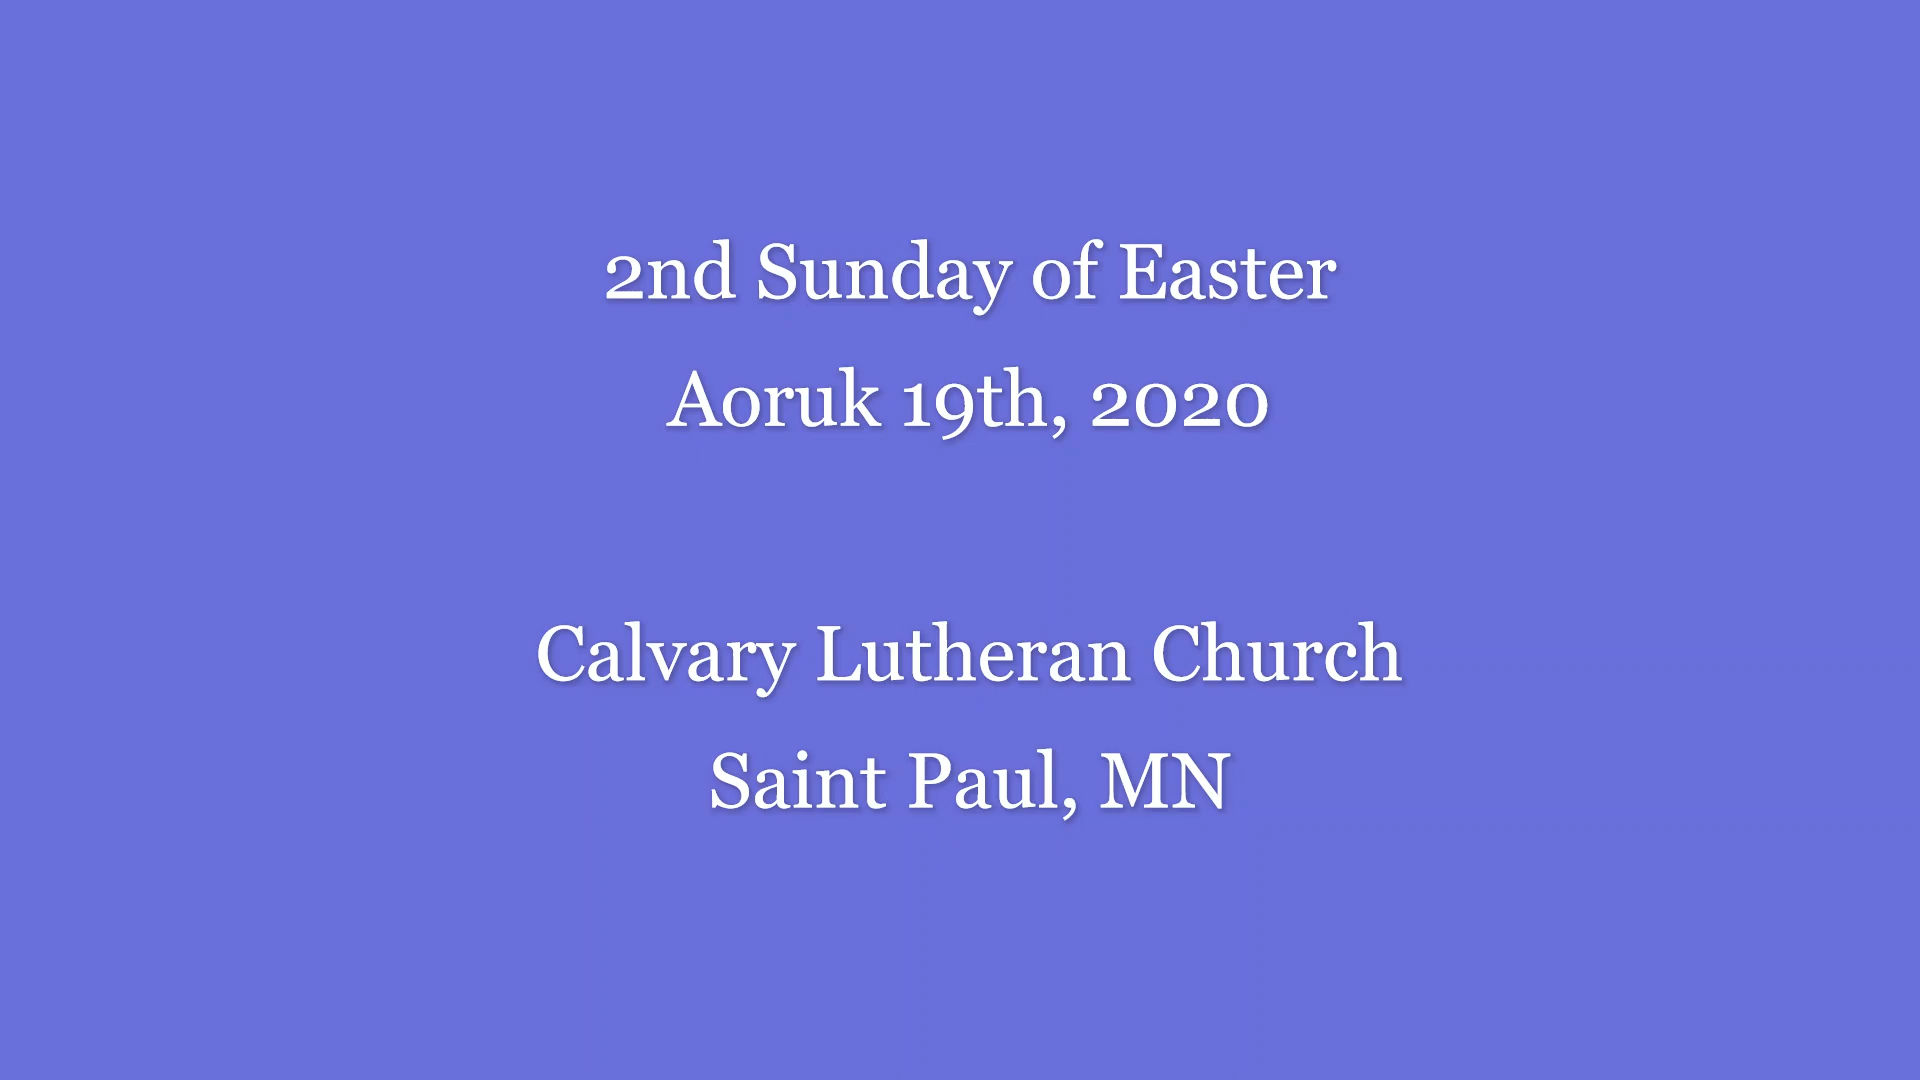 2nd Sunday of Easter
Aoruk 19th, 2020
Calvary Lutheran Church
Saint Paul, MN